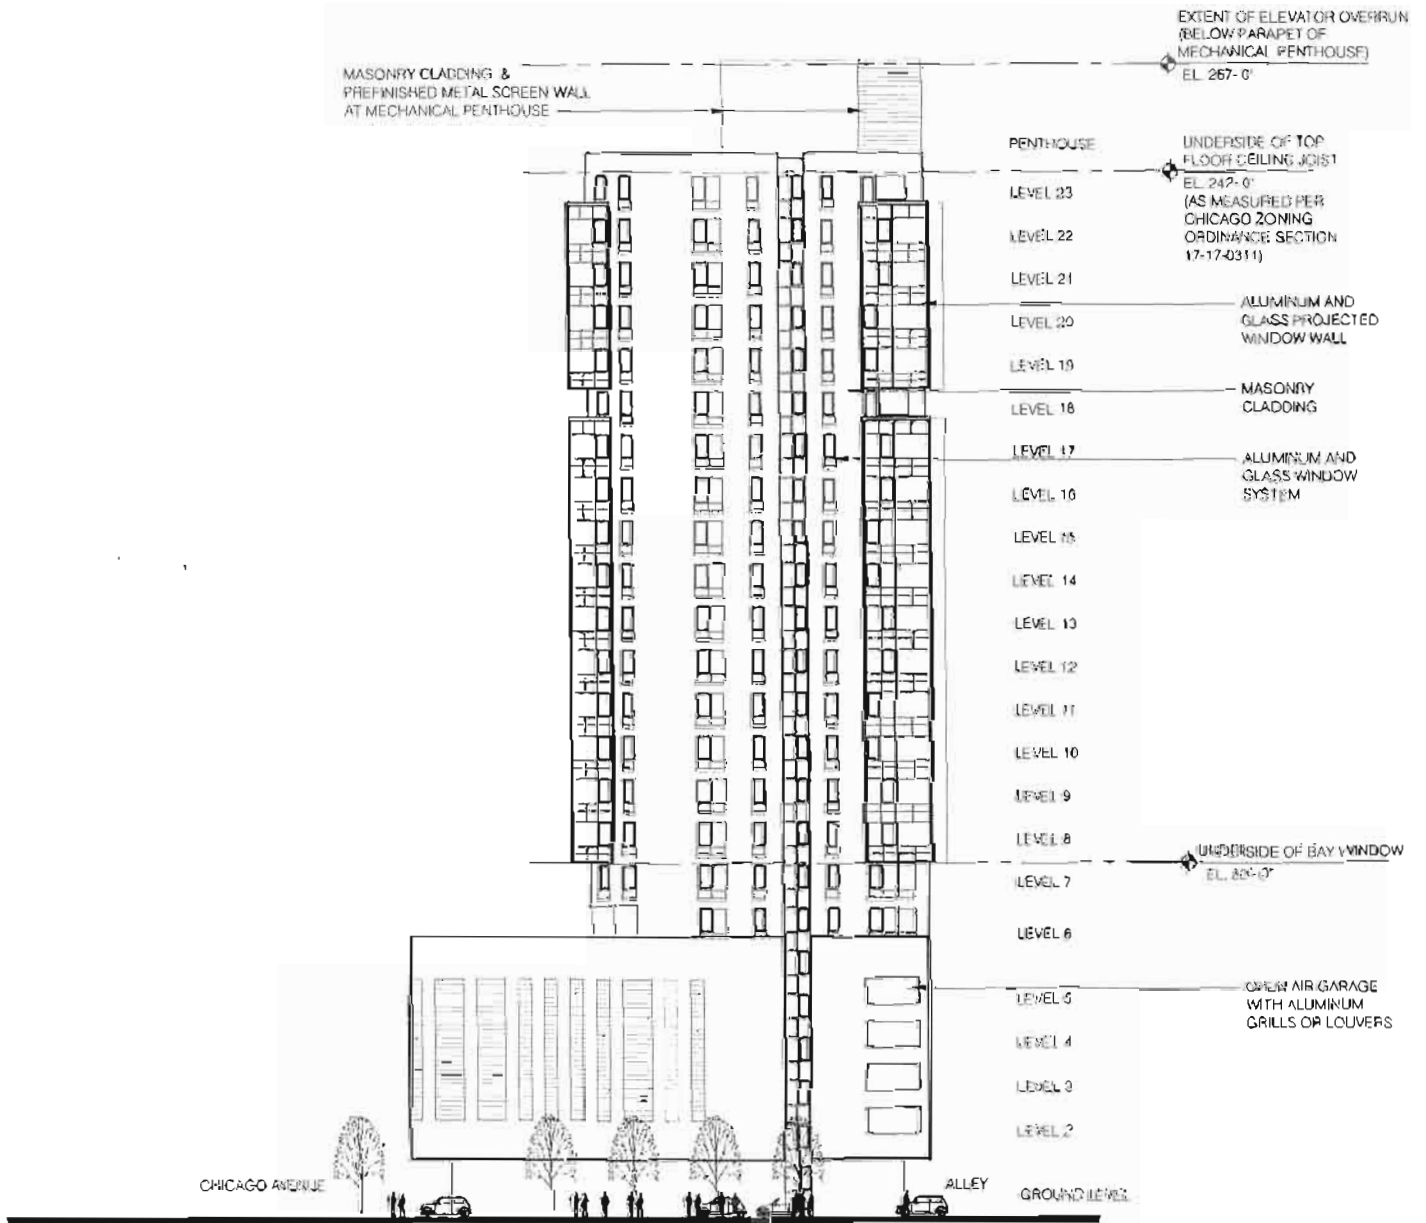 EXTENT OF ELEVATOR OVERRUN
(BELOW PARAPET OF
MECHANICAL PENTHOUSE)
EL. 267'-0"
MASONRY CLADDING &
PREFINISHED METAL SCREEN WALL
AT MECHANICAL PENTHOUSE
PENTHOUSE
UNDERSIDE OF TOP
FLOOR CEILING JOIST
EL. 242'-0"
(AS MEASURED PER
CHICAGO ZONING
ORDINANCE SECTION
17-17-0311)
LEVEL 23
LEVEL 22
LEVEL 21
ALUMINUM AND
GLASS PROJECTED
WINDOW WALL
LEVEL 20
LEVEL 19
MASONRY
CLADDING
LEVEL 18
LEVEL 17
ALUMINUM AND
GLASS WINDOW
SYSTEM
LEVEL 16
LEVEL 15
LEVEL 14
LEVEL 13
LEVEL 12
LEVEL 11
LEVEL 10
LEVEL 9
LEVEL 8
UNDERSIDE OF BAY WINDOW
EL.
LEVEL 7
LEVEL 6
OPEN AIR GARAGE
WITH ALUMINUM
GRILLS OR LOUVERS
LEVEL 5
LEVEL 4
LEVEL 3
LEVEL 2
CHICAGO AVENUE
ALLEY
GROUND LEVEL